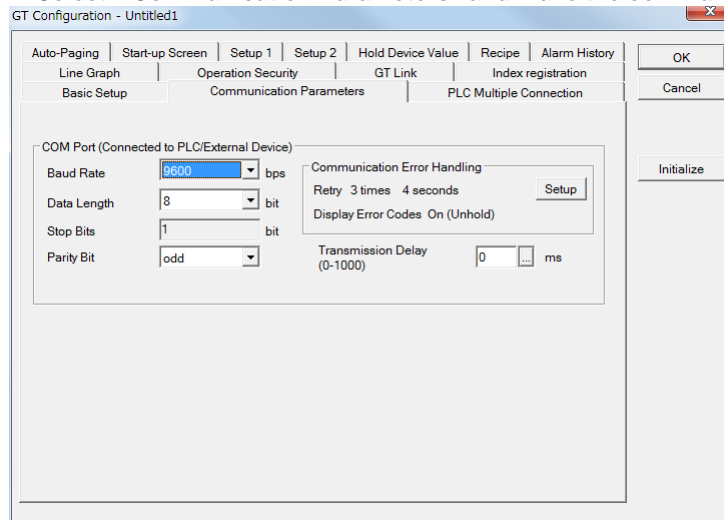 GT Configuration - Untitled1
Auto-Paging Start-up Screen Setup 1 Setup 2 Hold Device Value Recipe Alarm History
Line Graph Operation Security GT Link Index registration
Basic Setup Communication Parameters PLC Multiple Connection
OK
Cancel
Initialize
COM Port (Connected to PLC/External Device)
Baud Rate 9600 bps
Data Length 8 bit
Stop Bits 1 bit
Parity Bit odd
Communication Error Handling
Retry 3 times 4 seconds Setup
Display Error Codes On (Unhold)
Transmission Delay
(0-1000) 0 ... ms